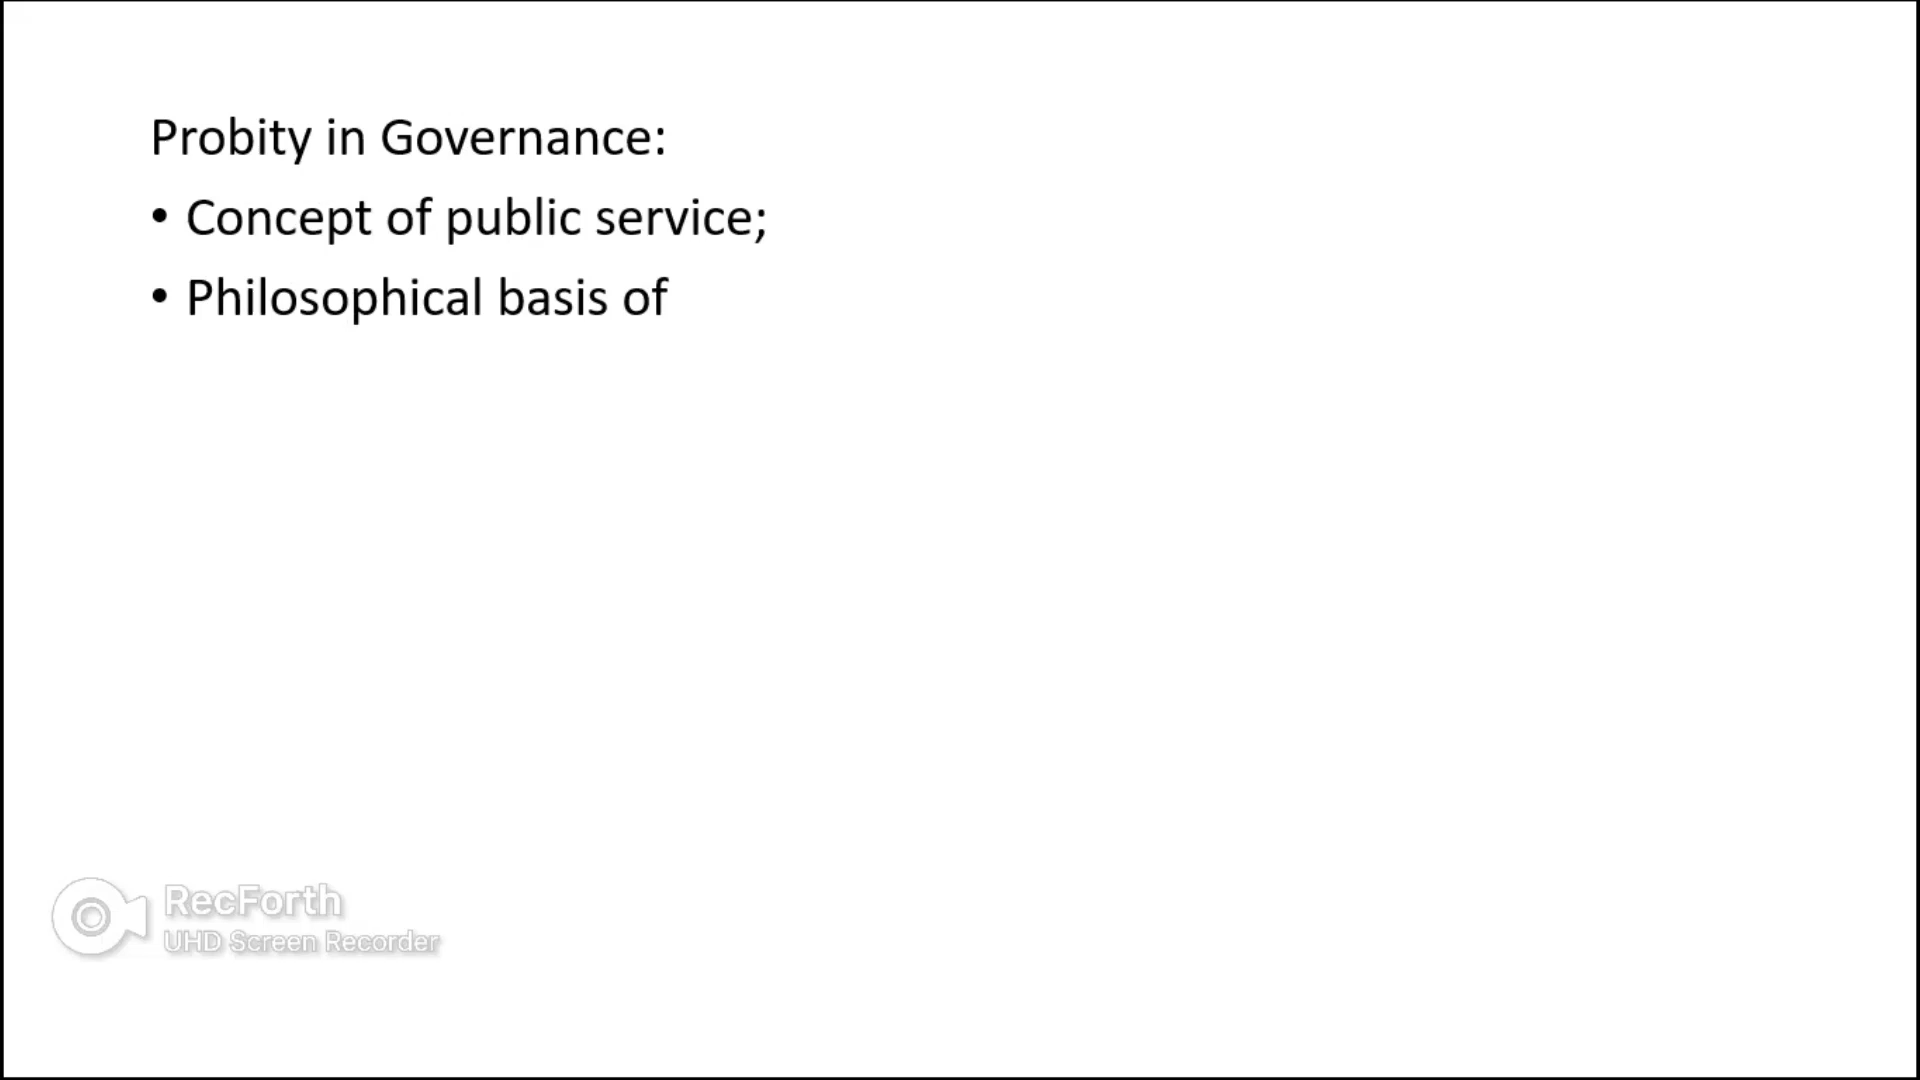 Probity in Governance:
• Concept of public service;
• Philosophical basis of
RecForth
UHD Screen Recorder